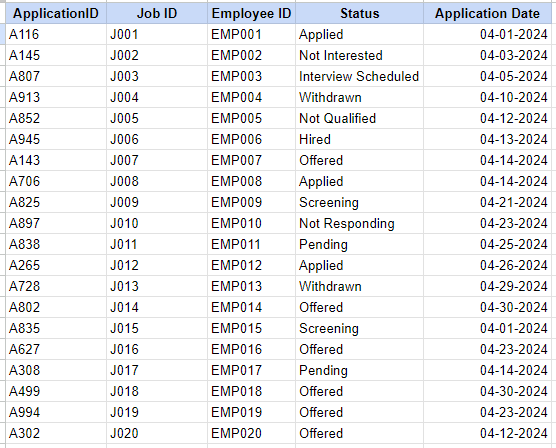 ApplicationID Job ID Employee ID Status Application Date
A116 J001 EMP001 Applied 04-01-2024
A145 J002 EMP002 Not Interested 04-03-2024
A807 J003 EMP003 Interview Scheduled 04-05-2024
A913 J004 EMP004 Withdrawn 04-10-2024
A852 J005 EMP005 Not Qualified 04-12-2024
A945 J006 EMP006 Hired 04-13-2024
A143 J007 EMP007 Offered 04-14-2024
A706 J008 EMP008 Applied 04-14-2024
A825 J009 EMP009 Screening 04-21-2024
A897 J010 EMP010 Not Responding 04-23-2024
A838 J011 EMP011 Pending 04-25-2024
A265 J012 EMP012 Applied 04-26-2024
A728 J013 EMP013 Withdrawn 04-29-2024
A802 J014 EMP014 Offered 04-30-2024
A835 J015 EMP015 Screening 04-01-2024
A627 J016 EMP016 Offered 04-23-2024
A308 J017 EMP017 Pending 04-14-2024
A499 J018 EMP018 Offered 04-30-2024
A994 J019 EMP019 Offered 04-23-2024
A302 J020 EMP020 Offered 04-12-2024